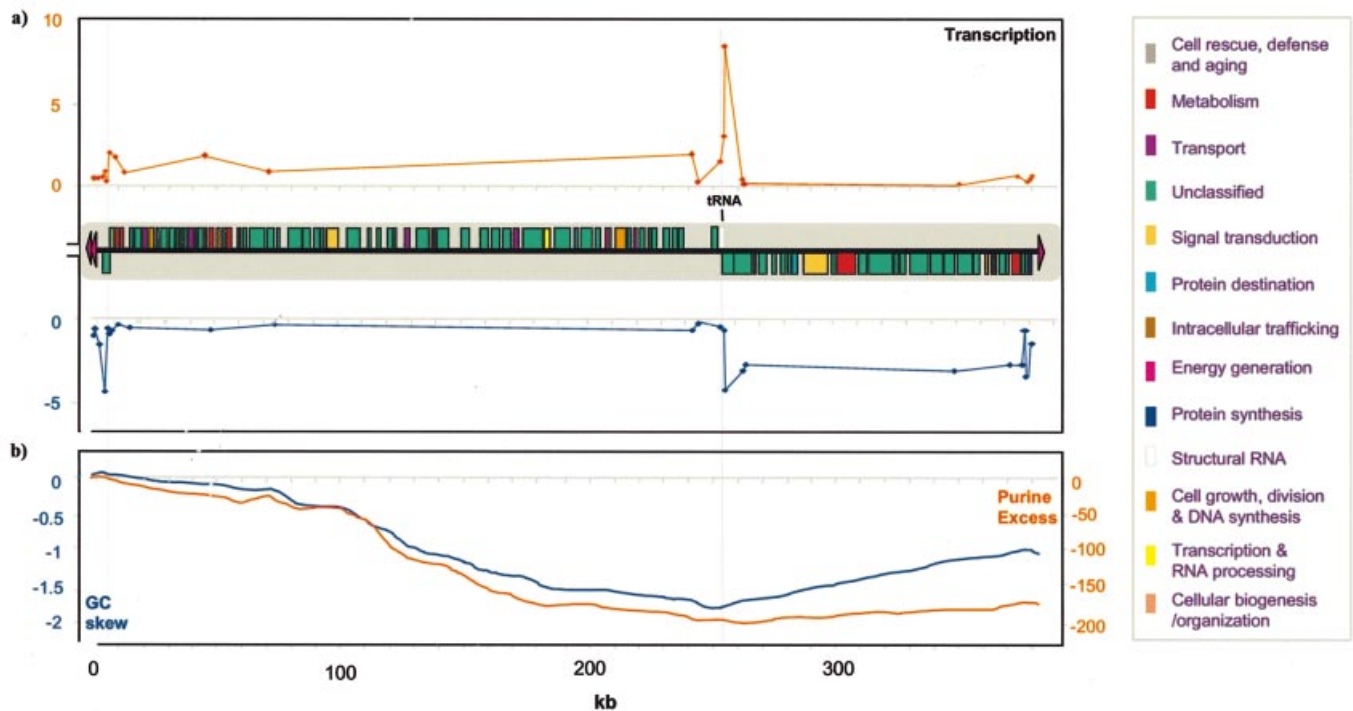 a)
10
5
0
Transcription
tRNA
0
-5
b)
0
-0.5
-1
-1.5
-2
GC
skew
Purine
Excess
0
-50
-100
-150
-200
0
100
200
300
kb
Cell rescue, defense
and aging
Metabolism
Transport
Unclassified
Signal transduction
Protein destination
Intracellular trafficking
Energy generation
Protein synthesis
Structural RNA
Cell growth, division
& DNA synthesis
Transcription &
RNA processing
Cellular biogenesis
/organization